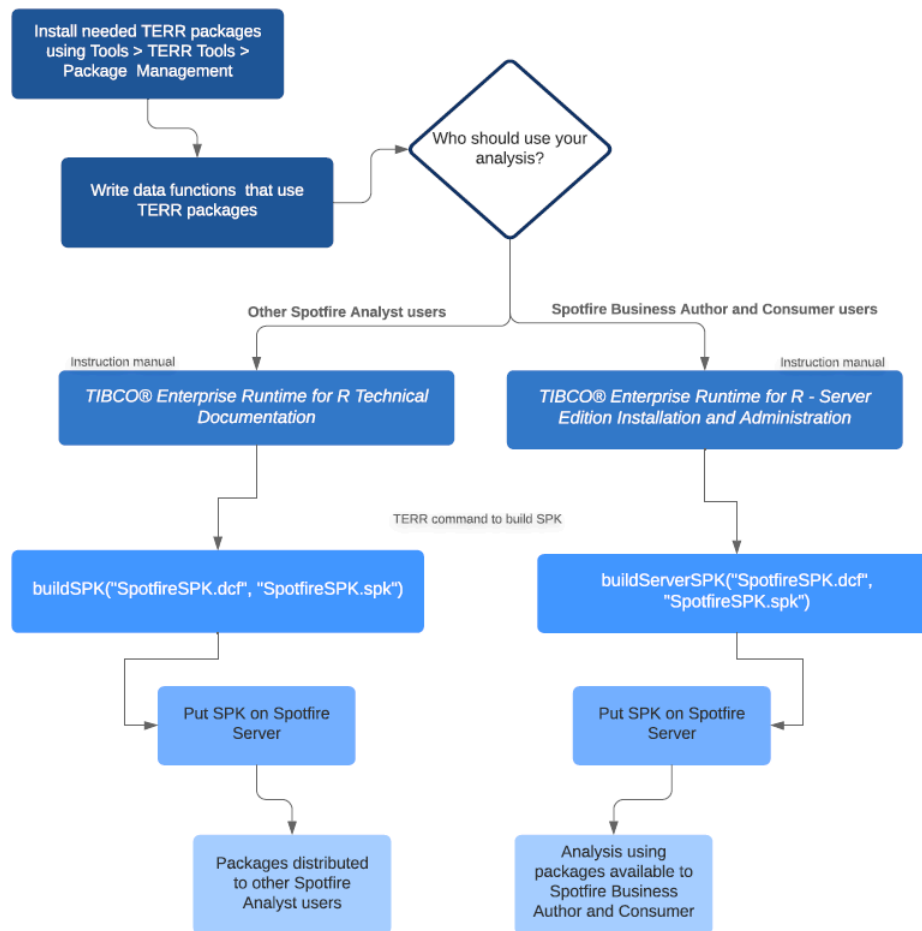 Install needed TERR packages
using Tools > TERR Tools >
Package Management
Write data functions that use
TERR packages
Who should use your
analysis?
Other Spotfire Analyst users
Spotfire Business Author and Consumer users
Instruction manual
Instruction manual
TIBCO® Enterprise Runtime for R Technical
Documentation
TIBCO® Enterprise Runtime for R - Server
Edition Installation and Administration
TERR command to build SPK
buildSPK("SpotfireSPK.dcf", "SpotfireSPK.spk")
buildServerSPK("SpotfireSPK.dcf",
"SpotfireSPK.spk")
Put SPK on Spotfire
Server
Put SPK on Spotfire
Server
Packages distributed
to other Spotfire
Analyst users
Analysis using
packages available to
Spotfire Business
Author and Consumer